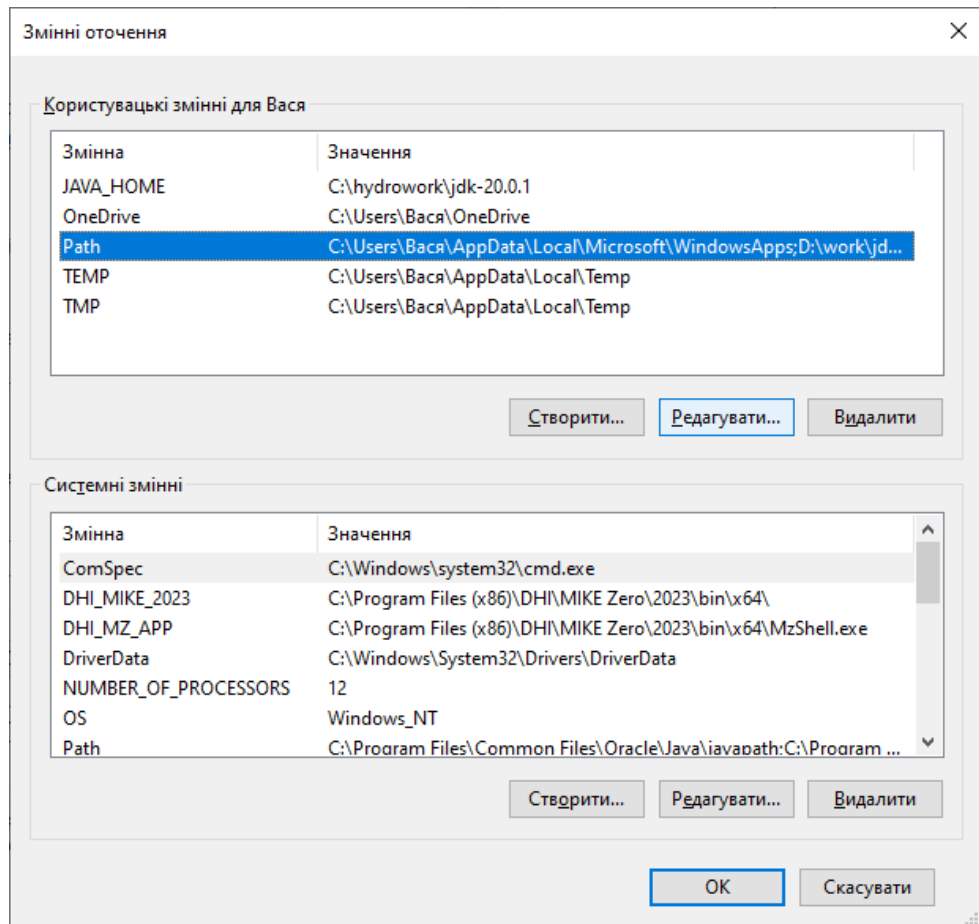 Змінні оточення
Користувацькі змінні для Вася
Змінна Значення
JAVA_HOME C:\hydrowork\jdk-20.0.1
OneDrive C:\Users\Вася\OneDrive
Path C:\Users\Вася\AppData\Local\Microsoft\WindowsApps;D:\work\jd...
TEMP C:\Users\Вася\AppData\Local\Temp
TMP C:\Users\Вася\AppData\Local\Temp
Створити... Редагувати... Видалити
Системні змінні
Змінна Значення
ComSpec C:\Windows\system32\cmd.exe
DHI_MIKE_2023 C:\Program Files (x86)\DHI\MIKE Zero\2023\bin\x64\
DHI_MZ_APP C:\Program Files (x86)\DHI\MIKE Zero\2023\bin\x64\MzShell.exe
DriverData C:\Windows\System32\Drivers\DriverData
NUMBER_OF_PROCESSORS 12
OS Windows_NT
Path C:\Program Files\Common Files\Oracle\Java\javapath;C:\Program ...
Створити... Редагувати... Видалити
OK Скасувати